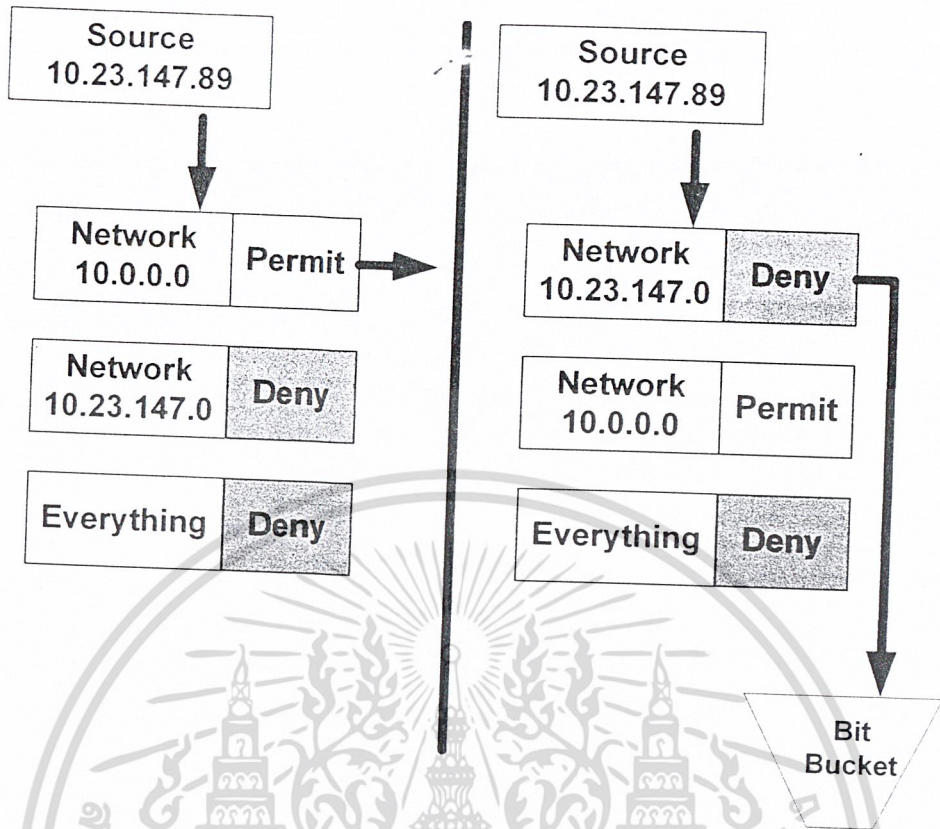 Source
10.23.147.89
Network
10.0.0.0
Permit
Network
10.23.147.0
Deny
Everything
Deny
Source
10.23.147.89
Network
10.23.147.0
Deny
Network
10.0.0.0
Permit
Everything
Deny
Bit
Bucket